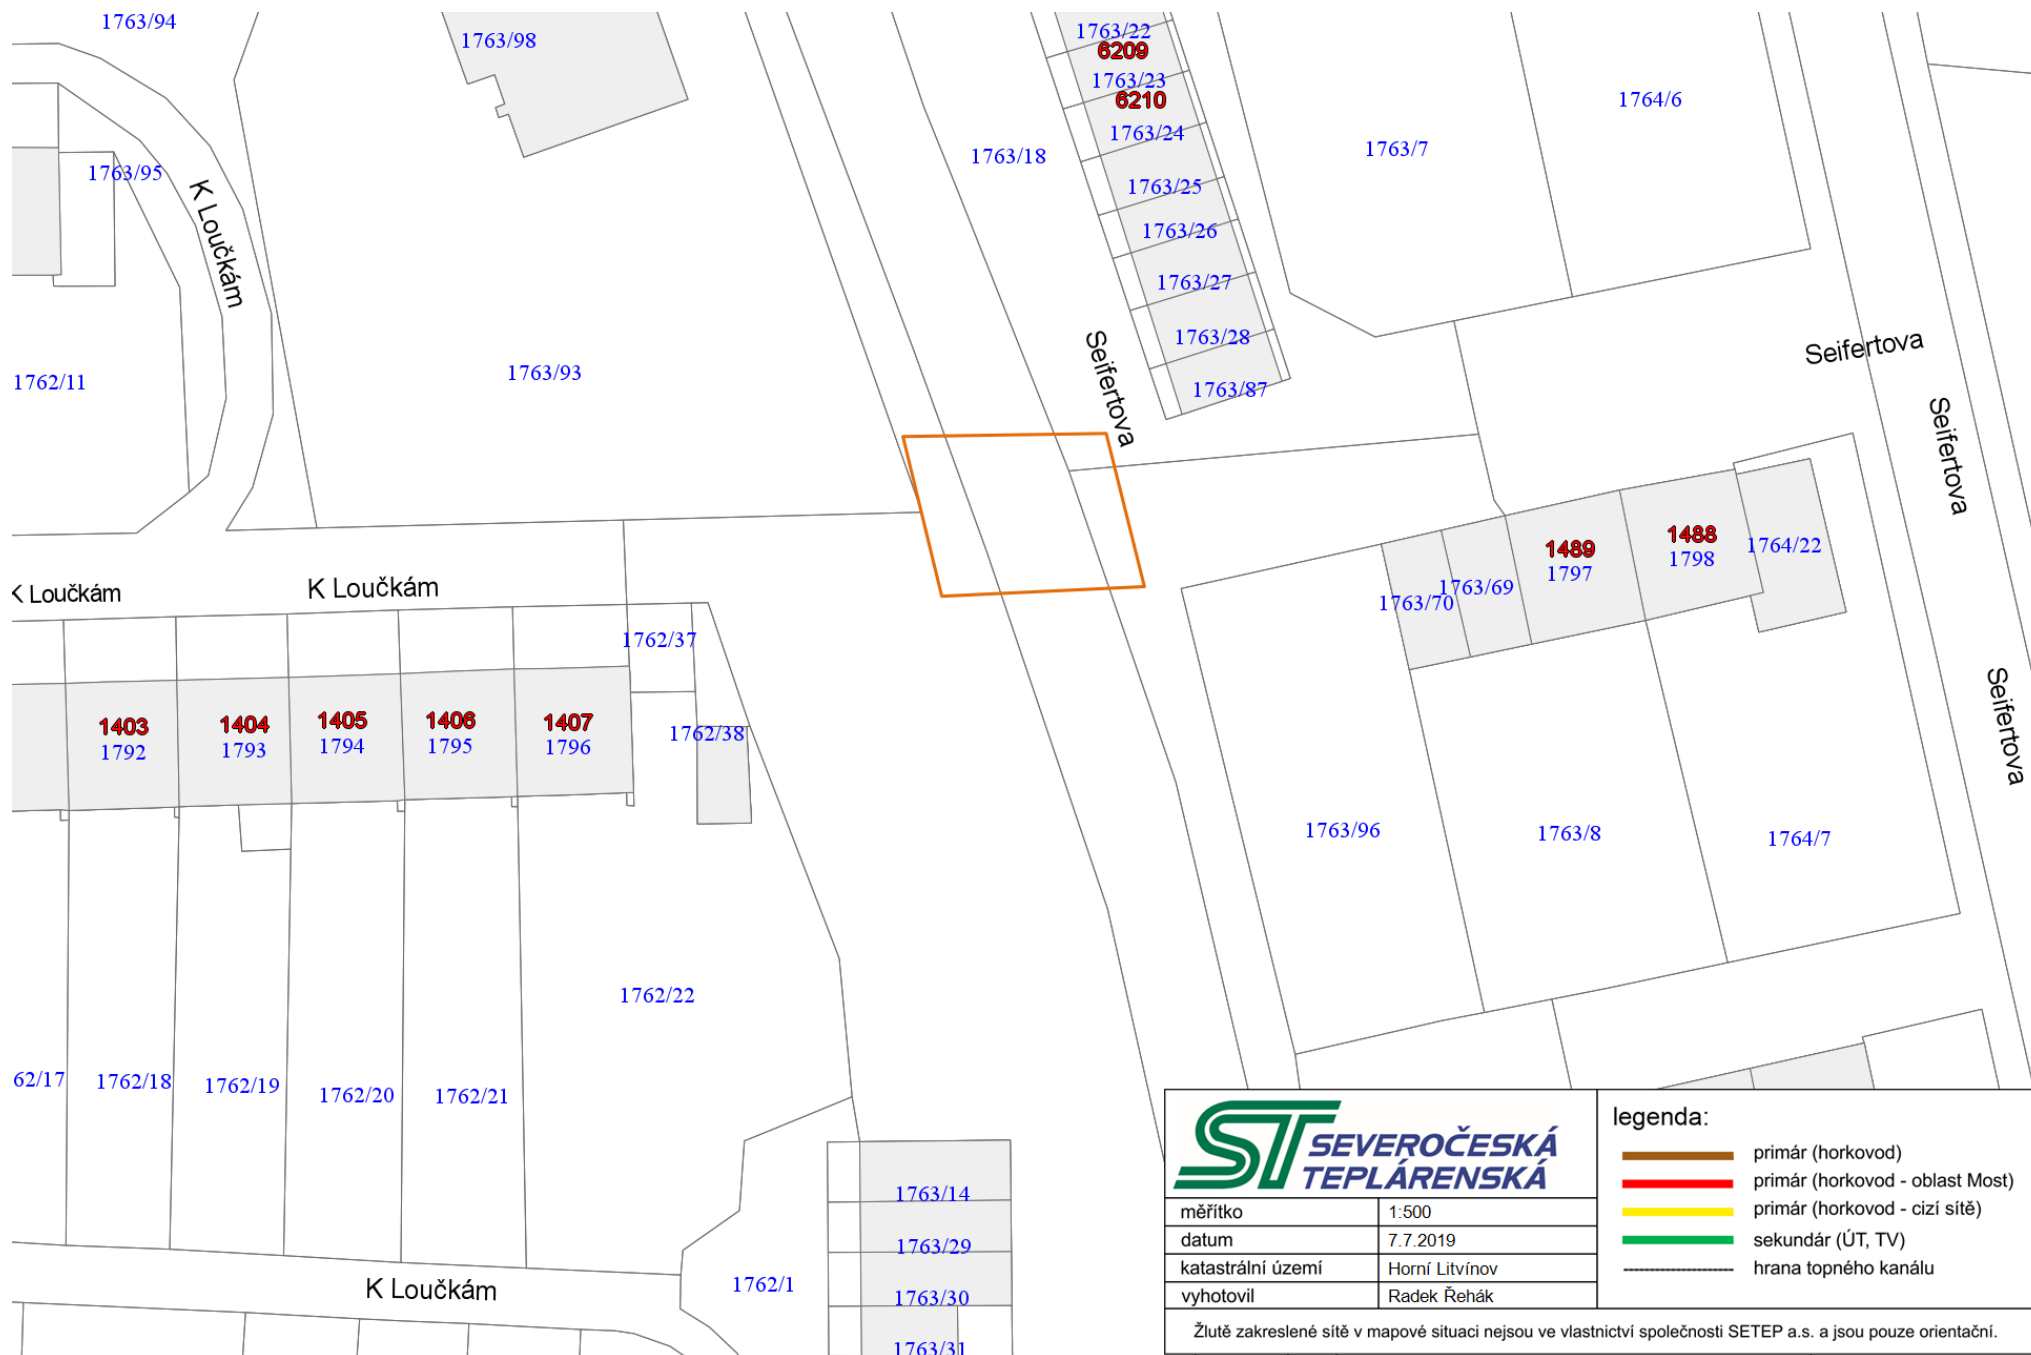 1763/94
1763/98
1763/22
6209
1763/23
6210
1764/6
1763/24
1763/7
1763/18
1763/95
1763/25
K Loučkám
1763/26
1763/27
1763/28
Seifertova
Seifertova
1763/93
1762/11
1763/87
Seifertova
1489
1797
1488
1798
1764/22
1763/69
1763/70
K Loučkám
K Loučkám
1762/37
Seifertova
1403
1792
1404
1793
1405
1794
1406
1795
1407
1796
1762/38
1763/96
1763/8
1764/7
1762/22
62/17
1762/18
1762/19
1762/20
1762/21
K Loučkám
1762/1
1763/14
1763/29
1763/30
1763/31
ST SEVEROČESKÁ
TEPLÁRENSKÁ
měřítko 1:500
datum 7.7.2019
katastrální území Horní Litvínov
vyhotovil Radek Řehák
legenda:
primár (horkovod)
primár (horkovod - oblast Most)
primár (horkovod - cizí sítě)
sekundár (ÚT, TV)
hrana topného kanálu
Žlutě zakreslené sítě v mapové situaci nejsou ve vlastnictví společnosti SETEP a.s. a jsou pouze orientační.